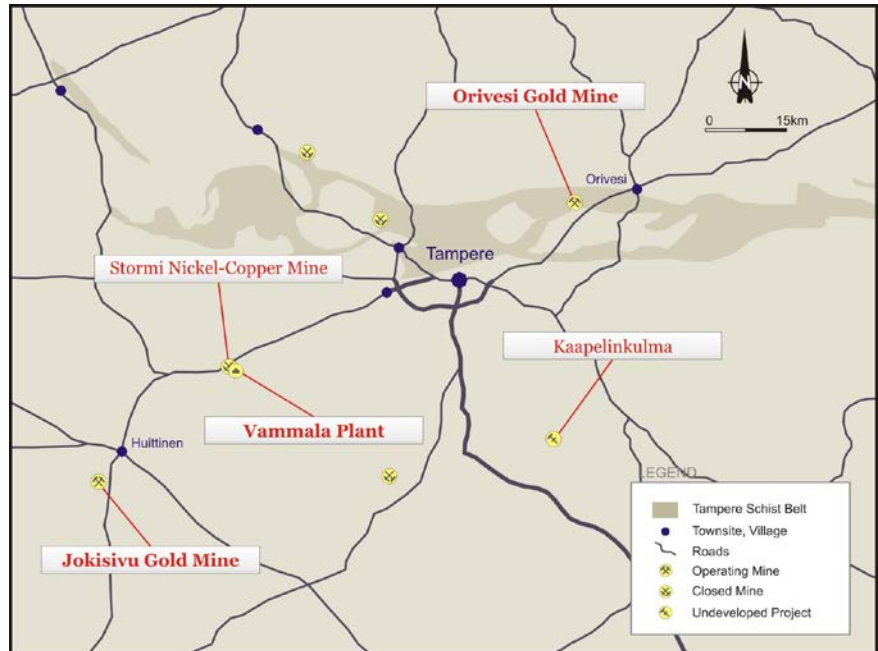 N
Orivesi Gold Mine
0 15km
Orivesi
Tampere
Stormi Nickel-Copper Mine
Kaapelinkulma
Vammala Plant
Huittinen
LEGEND
Jokisivu Gold Mine
Tampere Schist Belt
Townsite, Village
Roads
Operating Mine
Closed Mine
Undeveloped Project